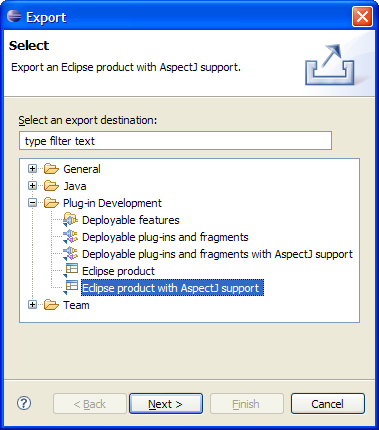 Export
Select
Export an Eclipse product with AspectJ support.
Select an export destination:
type filter text
General
Java
Plug-in Development
Deployable features
Deployable plug-ins and fragments
Deployable plug-ins and fragments with AspectJ support
Eclipse product
Eclipse product with AspectJ support
Team
? < Back Next > Finish Cancel